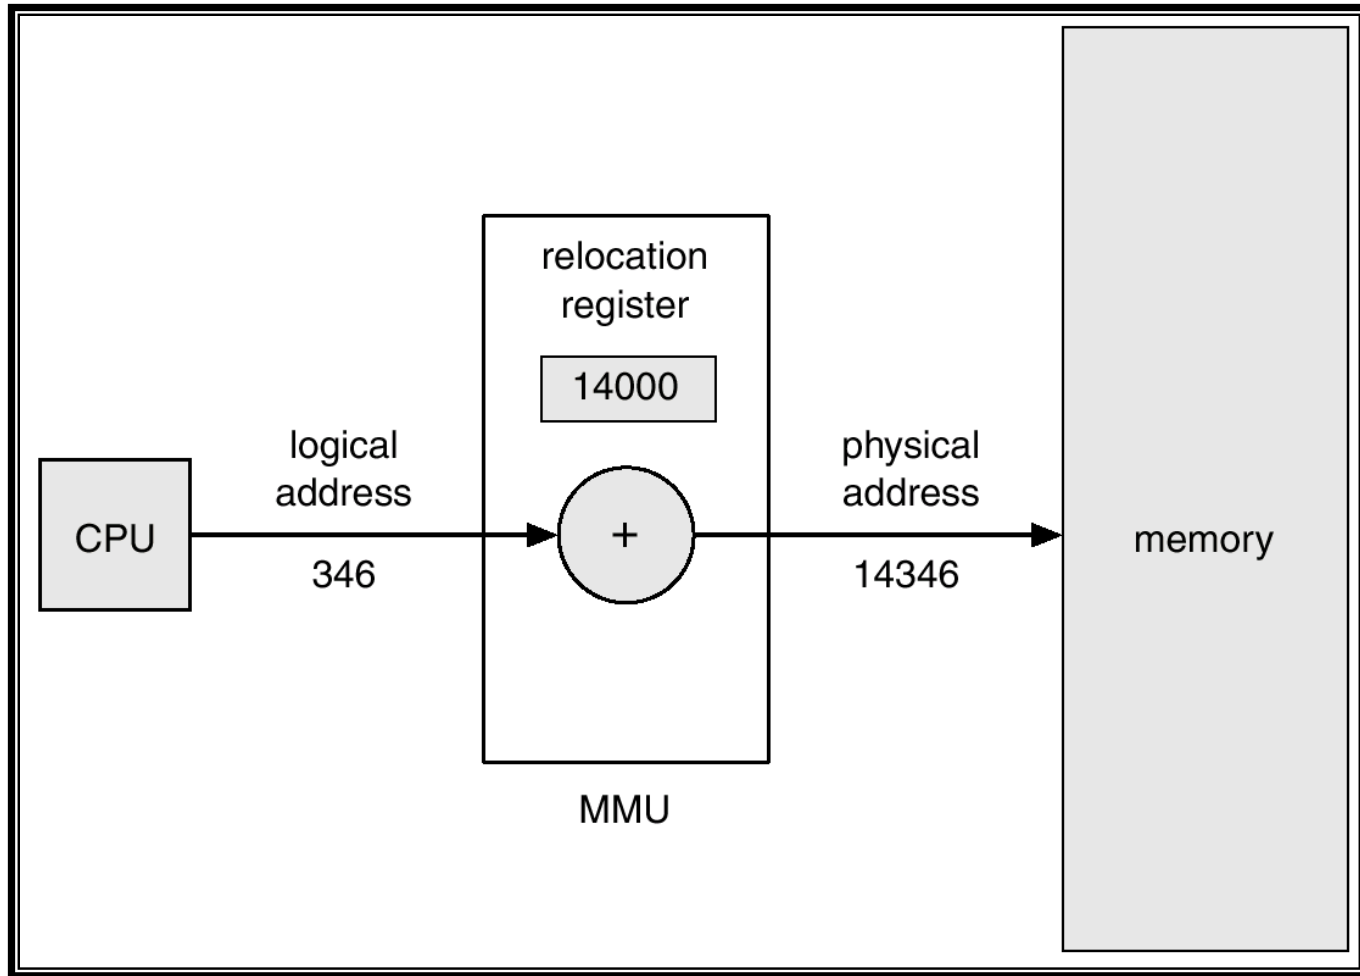 relocation
register
14000
logical
address
physical
address
CPU
+
memory
346
14346
MMU